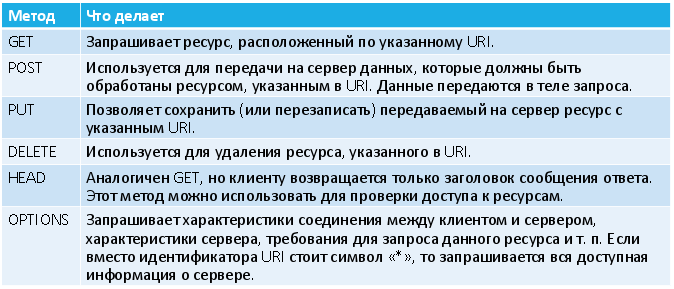 Метод Что делает
GET Запрашивает ресурс, расположенный по указанному URI.
POST Используется для передачи на сервер данных, которые должны быть
обработаны ресурсом, указанным в URI. Данные передаются в теле запроса.
PUT Позволяет сохранить (или перезаписать) передаваемый на сервер ресурс с
указанным URI.
DELETE Используется для удаления ресурса, указанного в URI.
HEAD Аналогичен GET, но клиенту возвращается только заголовок сообщения ответа.
Этот метод можно использовать для проверки доступа к ресурсам.
OPTIONS Запрашивает характеристики соединения между клиентом и сервером,
характеристики сервера, требования для запроса данного ресурса и т. п. Если
вместо идентификатора URI стоит символ «*», то запрашивается вся доступная
информация о сервере.